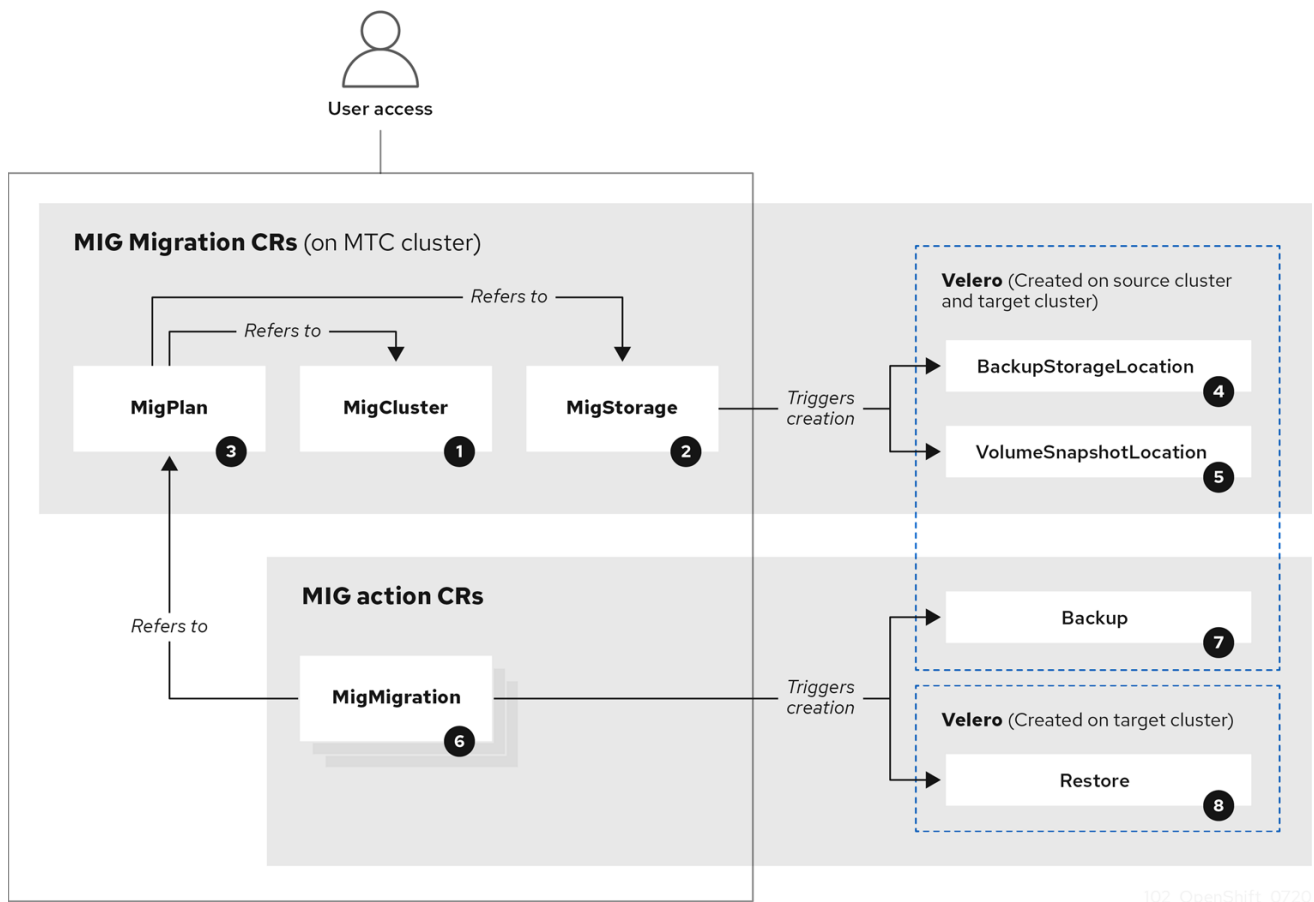 User access
MIG Migration CRs (on MTC cluster)
Refers to
Refers to
MigPlan
3
MigCluster
1
MigStorage
2
Triggers
creation
Velero (Created on source cluster
and target cluster)
BackupStorageLocation
4
VolumeSnapshotLocation
5
Refers to
MIG action CRs
MigMigration
6
Triggers
creation
Backup
7
Velero (Created on target cluster)
Restore
8
102_OpenShift_0720